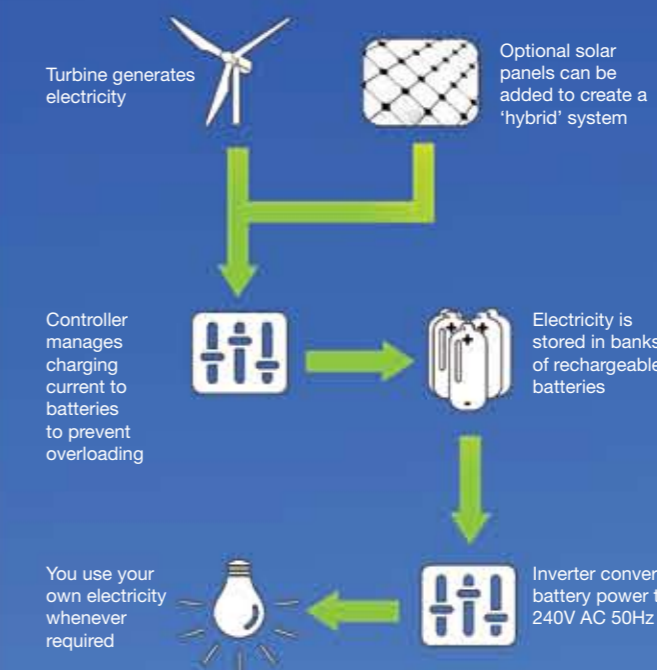 Turbine generates
electricity
Optional solar
panels can be
added to create a
‘hybrid’ system
Controller
manages
charging
current to
batteries
to prevent
overloading
Electricity is
stored in banks
of rechargeable
batteries
You use your
own electricity
whenever
required
Inverter
battery power
240V AC 50Hz